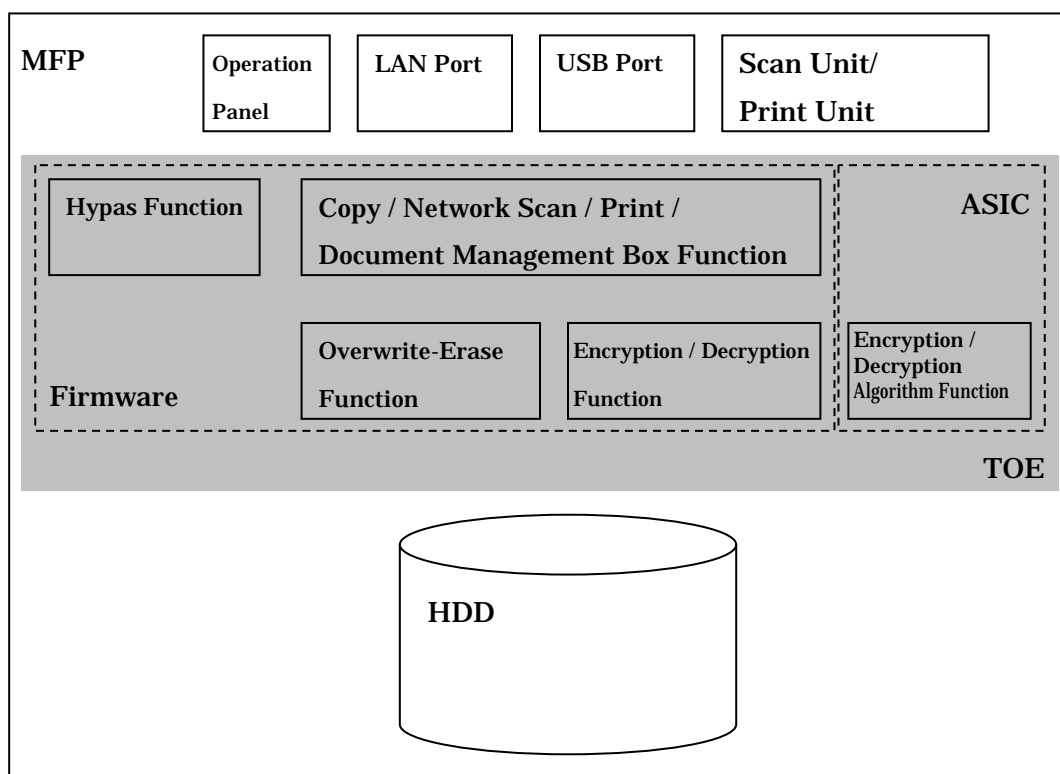 MFP
Operation
Panel
LAN Port
USB Port
Scan Unit/
Print Unit
Hypas Function
Copy / Network Scan / Print /
Document Management Box Function
ASIC
Overwrite-Erase
Function
Encryption / Decryption
Function
Encryption /
Decryption
Algorithm Function
Firmware
TOE
HDD